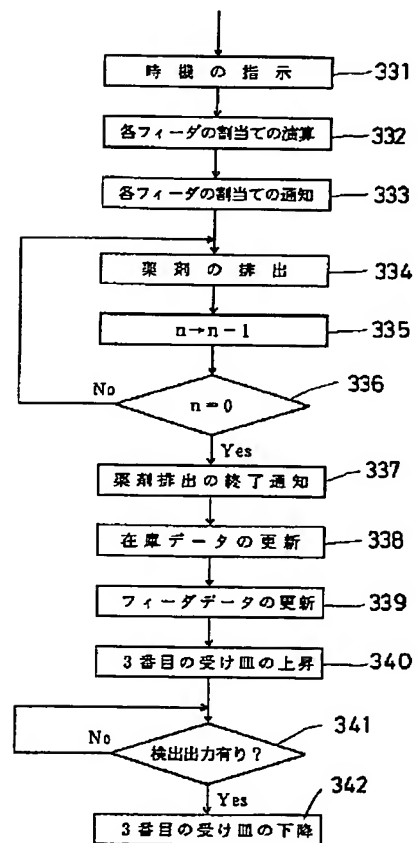 時機の指示
331
各フィーダの割当ての演算
332
各フィーダの割当ての通知
333
薬剤の排出
334
n→n−1
335
n＝0
336
No
Yes
薬剤排出の終了通知
337
在庫データの更新
338
フィーダデータの更新
339
3番目の受け皿の上昇
340
検出出力有り？
341
No
Yes
342
3番目の受け皿の下降